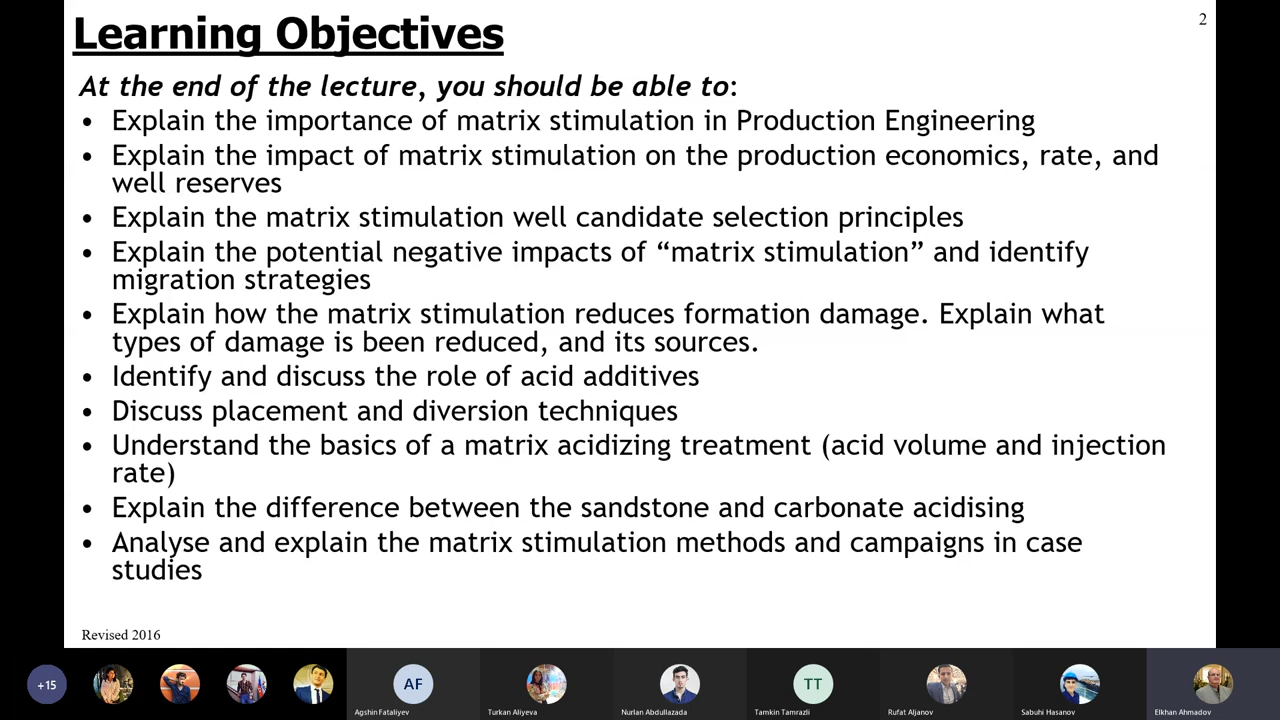 Learning Objectives
2
At the end of the lecture, you should be able to:
• Explain the importance of matrix stimulation in Production Engineering
• Explain the impact of matrix stimulation on the production economics, rate, and
well reserves
• Explain the matrix stimulation well candidate selection principles
• Explain the potential negative impacts of “matrix stimulation” and identify
migration strategies
• Explain how the matrix stimulation reduces formation damage. Explain what
types of damage is been reduced, and its sources.
• Identify and discuss the role of acid additives
• Discuss placement and diversion techniques
• Understand the basics of a matrix acidizing treatment (acid volume and injection
rate)
• Explain the difference between the sandstone and carbonate acidising
• Analyse and explain the matrix stimulation methods and campaigns in case
studies
Revised 2016
+15
AF
TT
Agshin Fataliyev
Turkan Aliyeva
Nurlan Abdullazada
Tamkin Tamrazli
Rufat Aljanov
Sabuhi Hasanov
Elkhan Ahmadov